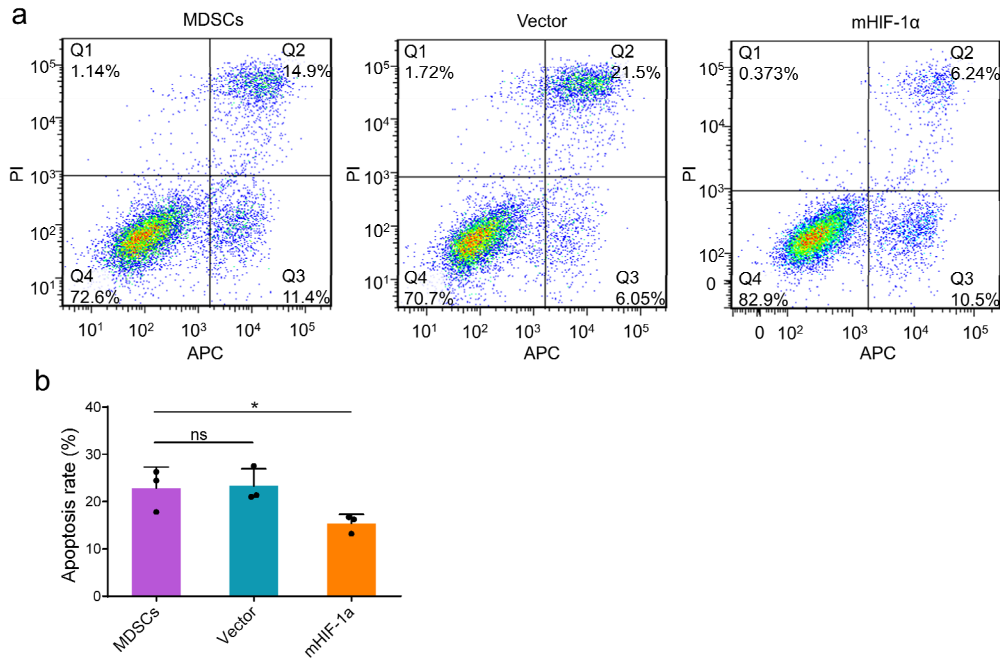 a
MDSCs
Q1
1.14%
Q2
14.9%
Q4
72.6%
Q3
11.4%
PI
10⁵
10⁴
10³
10²
10¹
10¹ 10² 10³ 10⁴ 10⁵
APC
Vector
Q1
1.72%
Q2
21.5%
Q4
70.7%
Q3
6.05%
PI
10⁵
10⁴
10³
10²
10¹
10¹ 10² 10³ 10⁴ 10⁵
APC
mHIF-1α
Q1
0.373%
Q2
6.24%
Q4
82.9%
Q3
10.5%
PI
10⁵
10⁴
10³
10²
0
0 10² 10³ 10⁴ 10⁵
APC
b
Apoptosis rate (%)
40
30
20
10
0
*
ns
MDSCs
Vector
mHIF-1a